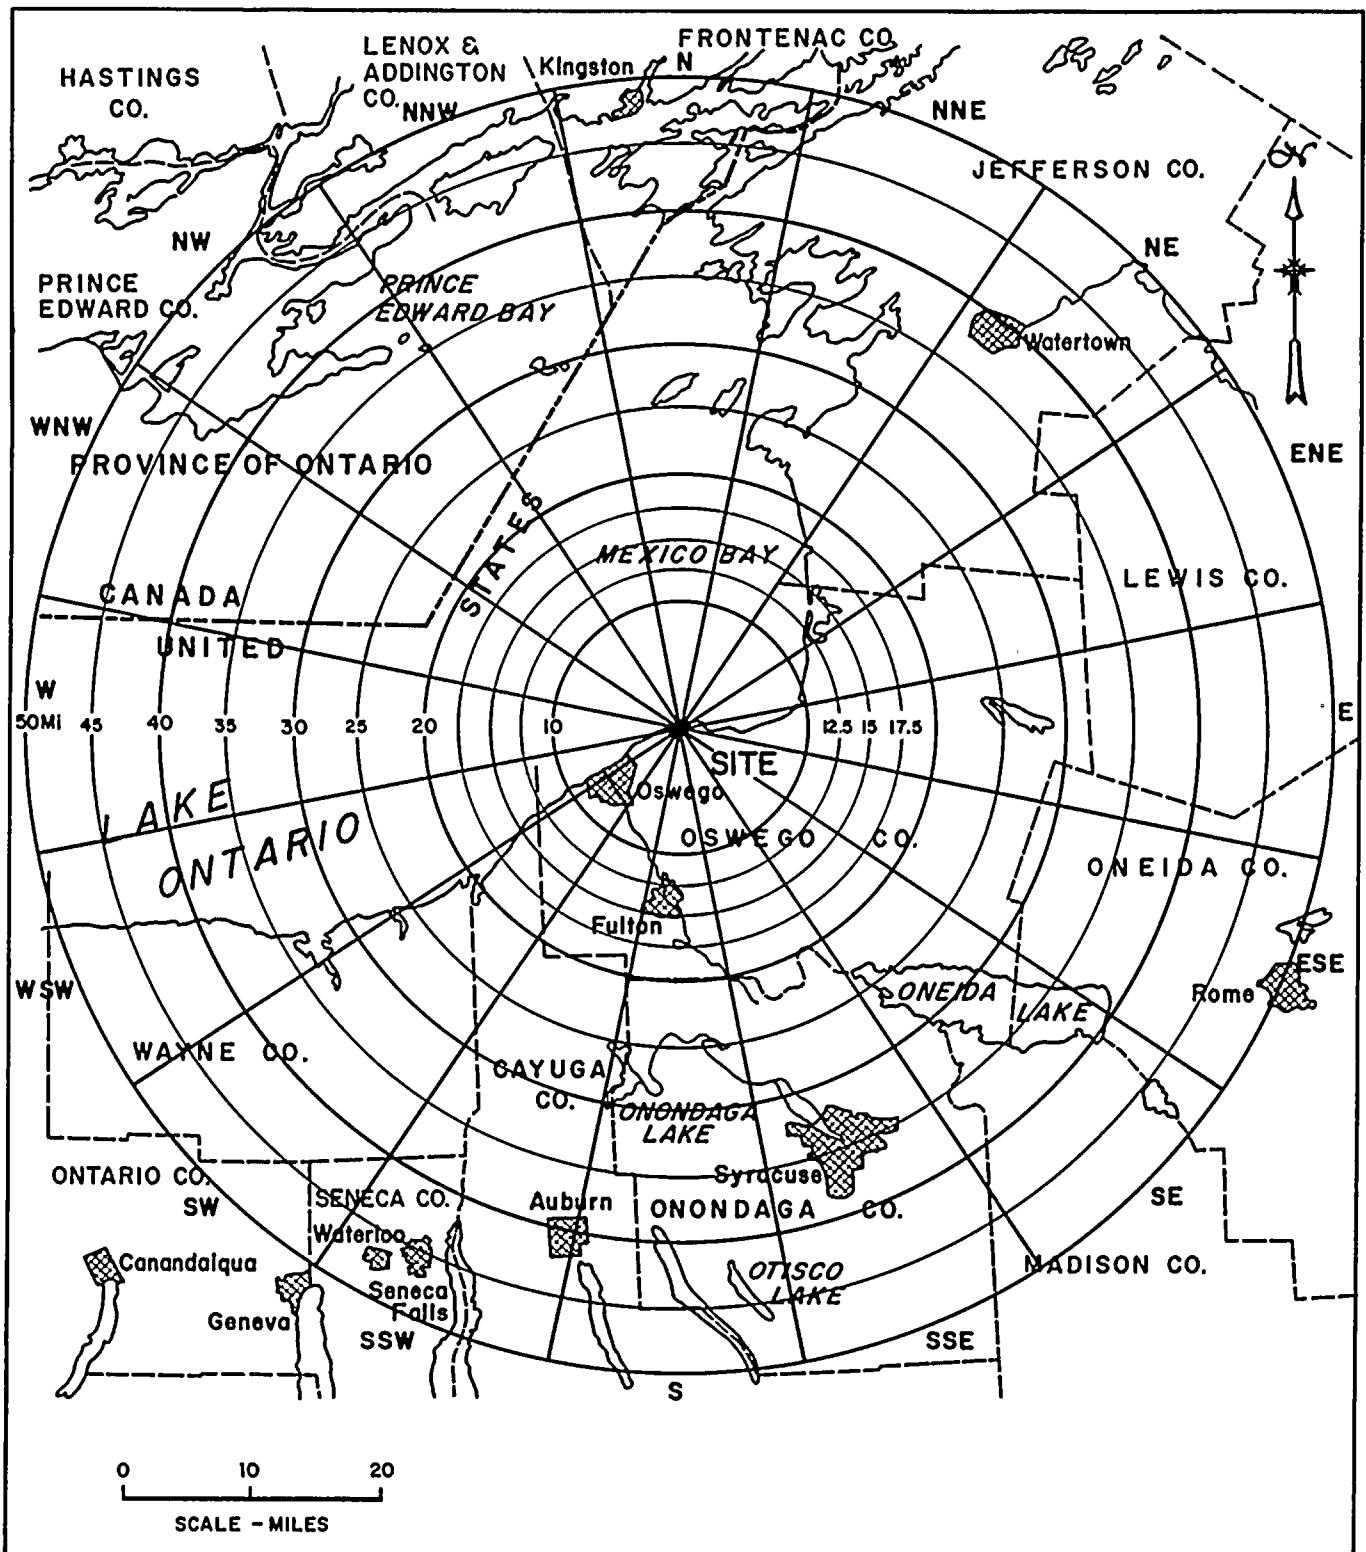 HASTINGS
CO.
LENOX &
ADDINGTON
CO.
NNW
Kingston
FRONTENAC CO
N
NNE
JEFFERSON CO.
NW
NE
PRINCE
EDWARD CO.
PRINCE
EDWARD BAY
Watertown
WNW
PROVINCE OF ONTARIO
ENE
STATES
MEXICO BAY
LEWIS CO.
CANADA
UNITED
W
E
50Mi 45 40 35 30 25 20 10 12.5 15 17.5
SITE
Oswego
LAKE
ONTARIO
OSWEGO CO.
ONEIDA CO.
Fulton
WSW
ESE
Rome
ONEIDA
LAKE
WAYNE CO.
CAYUGA
CO.
ONONDAGA
LAKE
Syracuse
ONTARIO CO.
SW
SENECA CO.
Auburn
ONONDAGA CO.
SE
Waterloo
Canandaiqua
Seneca
Falls
Geneva
OTISCO
LAKE
MADISON CO.
SSW
SSE
S
0 10 20
SCALE - MILES